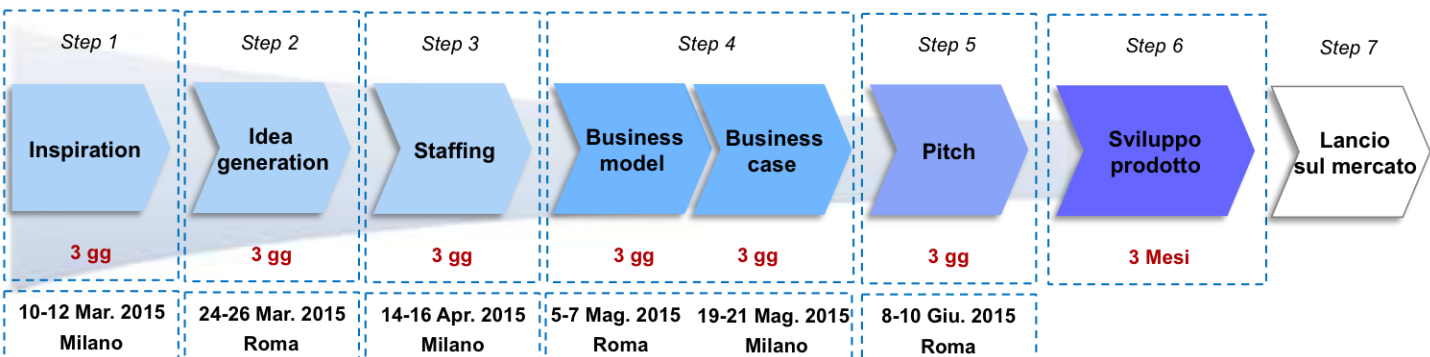 Step 1
Step 2
Step 3
Step 4
Step 5
Step 6
Step 7
Inspiration
Idea
generation
Staffing
Business
model
Business
case
Pitch
Sviluppo
prodotto
Lancio
sul mercato
3 gg
3 gg
3 gg
3 gg
3 gg
3 gg
3 Mesi
10-12 Mar. 2015
Milano
24-26 Mar. 2015
Roma
14-16 Apr. 2015
Milano
5-7 Mag. 2015
Roma
19-21 Mag. 2015
Milano
8-10 Giu. 2015
Roma